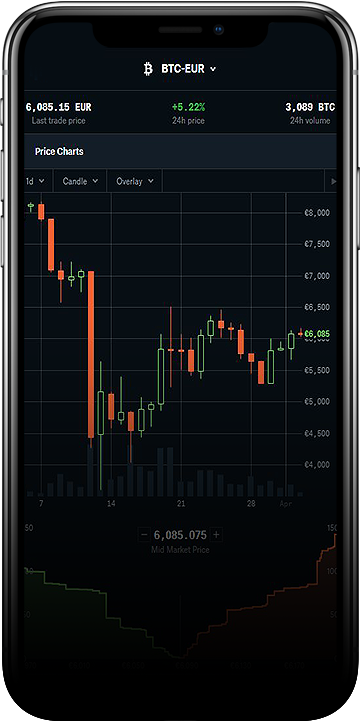 BTC-EUR
6,085.15 EUR +5.22% 3,089 BTC
Last trade price 24h price 24h volume
Price Charts
1d Candle Overlay
€8,000
€7,500
€7,000
€6,500
€6,085
€5,500
€5,000
€4,500
€4,000
7 14 21 28 Apr
50 150
− 6,085.075 +
Mid Market Price
50